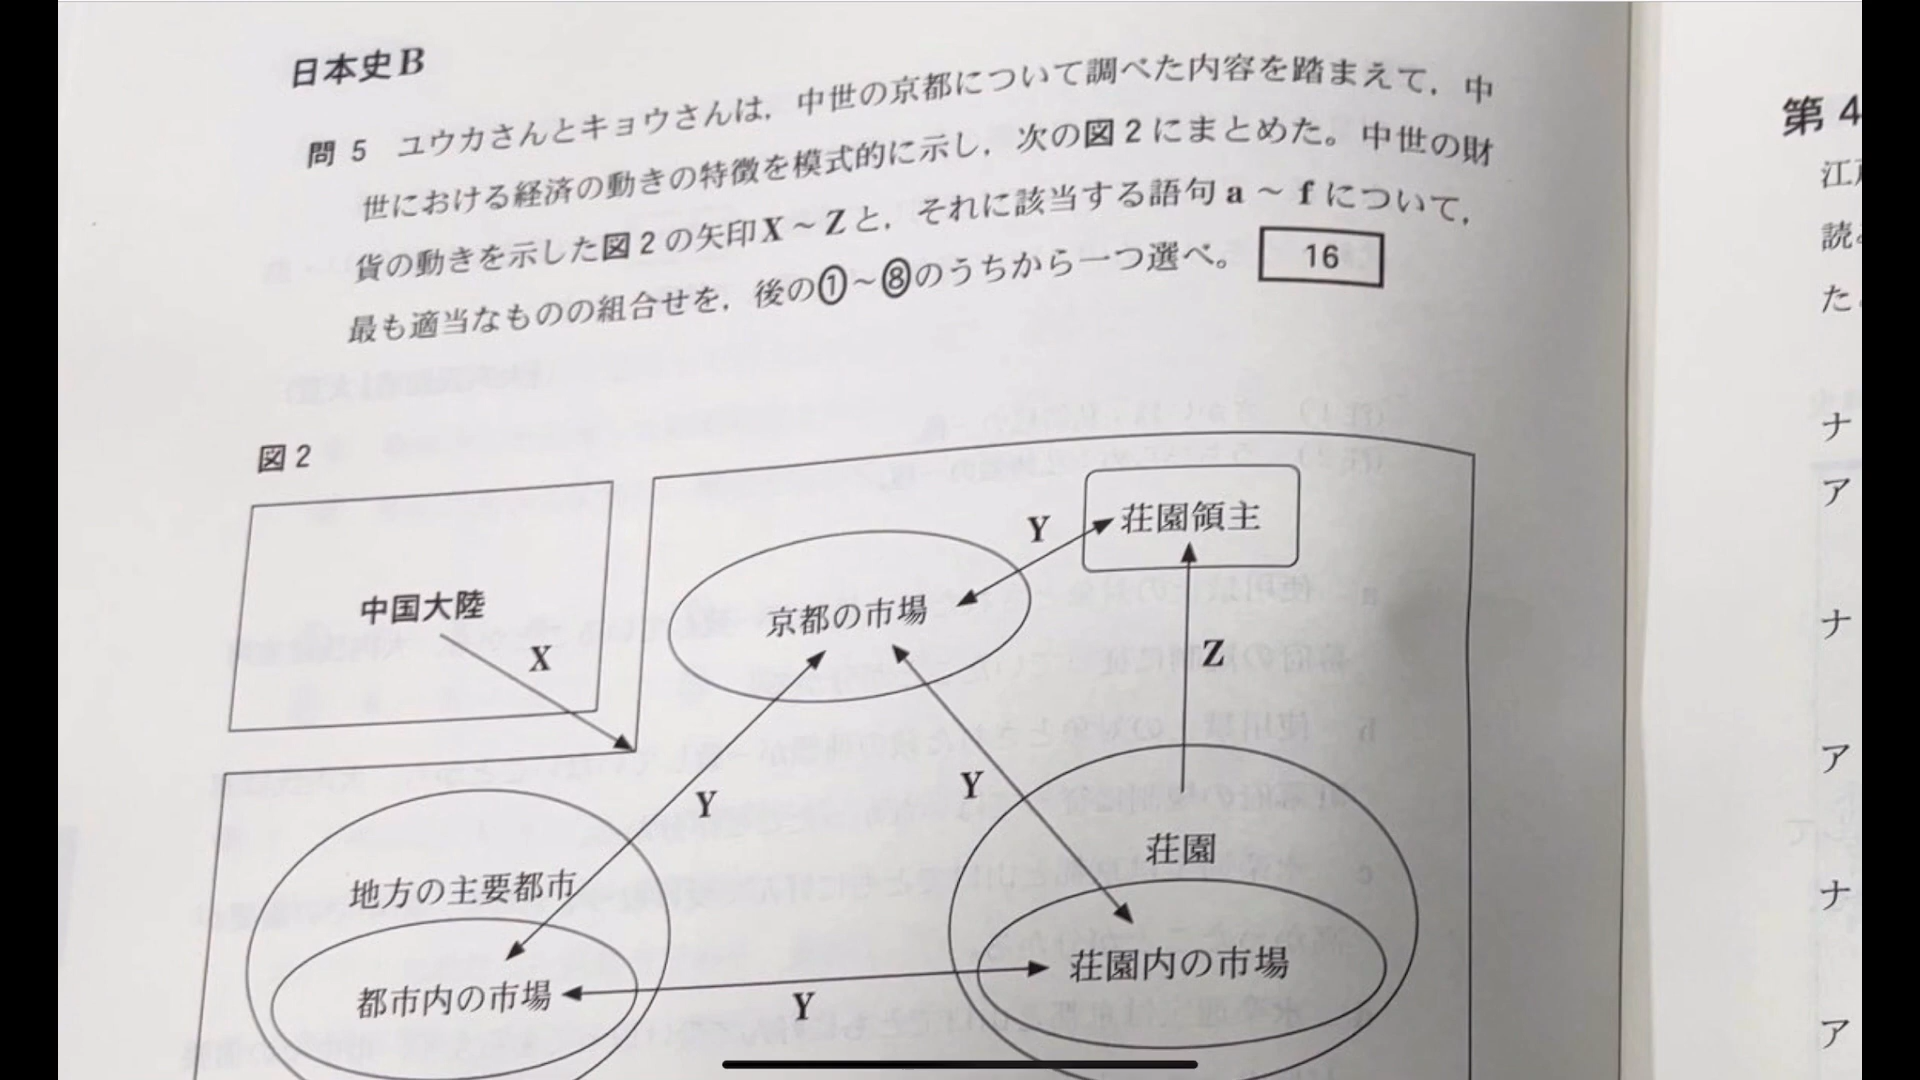 日本史B
問5 ユウカさんとキョウさんは，中世の京都について調べた内容を踏まえて，中
世における経済の動きの特徴を模式的に示し，次の図2にまとめた。中世の財
貨の動きを示した図2の矢印X～Zと，それに該当する語句a～fについて，
最も適当なものの組合せを，後の①～⑧のうちから一つ選べ。 16
図2
中国大陸
X
京都の市場
Y
荘園領主
Z
Y
Y
荘園
地方の主要都市
都市内の市場
Y
荘園内の市場
第4
江
読
た
ナ
ア
ナ
ア
ナ
ア